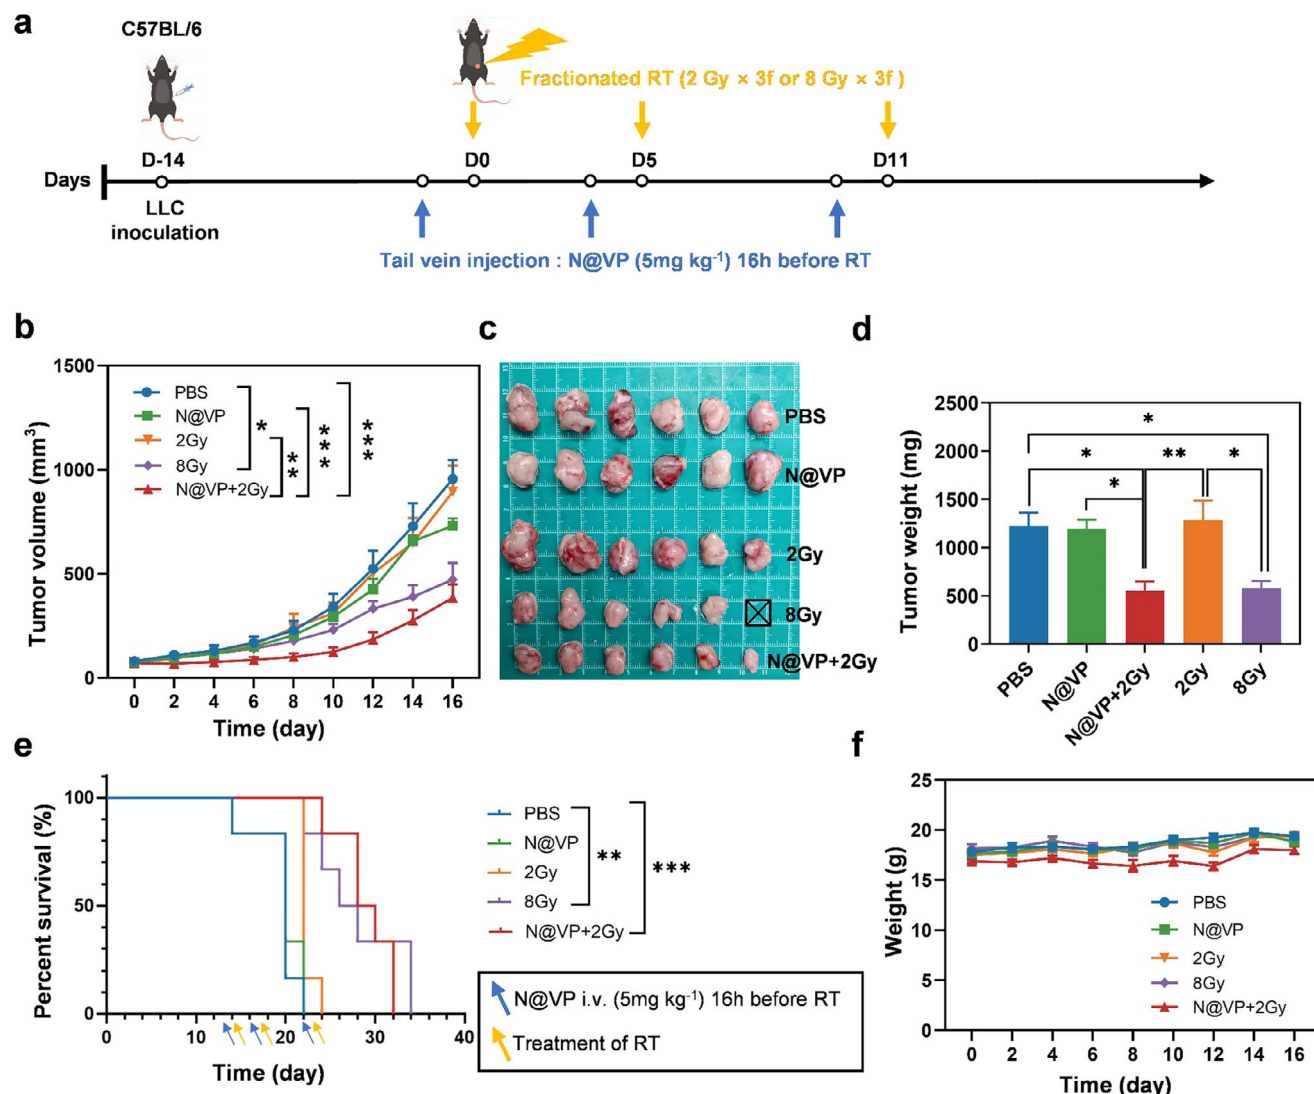 a
C57BL/6
Fractionated RT (2 Gy × 3f or 8 Gy × 3f )
D-14
D0
D5
D11
Days
LLC
inoculation
Tail vein injection : N@VP (5mg kg⁻¹) 16h before RT
b
Tumor volume (mm³)
1500
1000
500
0
PBS
N@VP
2Gy
8Gy
N@VP+2Gy
*
**
***
***
0 2 4 6 8 10 12 14 16
Time (day)
c
PBS
N@VP
2Gy
8Gy
N@VP+2Gy
d
Tumor weight (mg)
2500
2000
1500
1000
500
0
*
* ** *
*
PBS
N@VP
N@VP+2Gy
2Gy
8Gy
e
Percent survival (%)
100
50
0
0 10 20 30 40
Time (day)
PBS
N@VP
2Gy
8Gy
N@VP+2Gy
**
***
N@VP i.v. (5mg kg⁻¹) 16h before RT
Treatment of RT
f
Weight (g)
25
20
15
10
5
0
PBS
N@VP
2Gy
8Gy
N@VP+2Gy
0 2 4 6 8 10 12 14 16
Time (day)